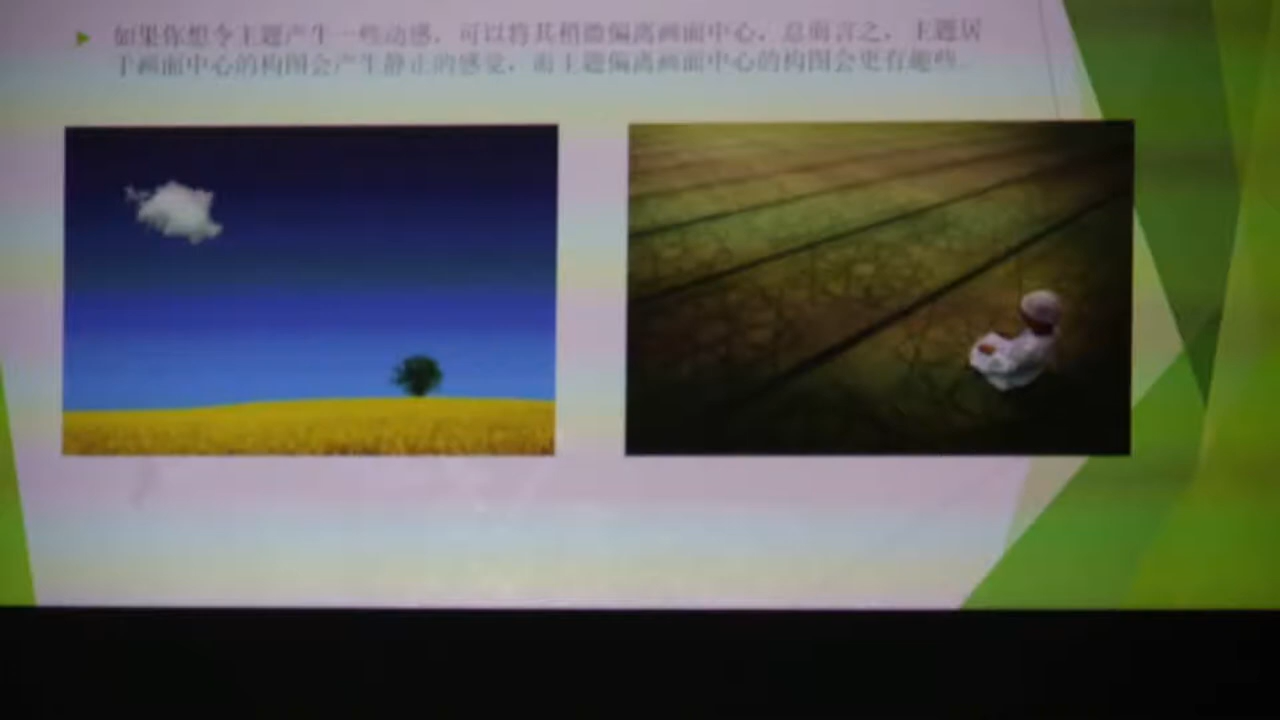 如果你想令主题产生一些动感，可以将其稍微偏离画面中心。总而言之，主题居
于画面中心的构图会产生静止的感觉，而主题偏离画面中心的构图会更有趣些。